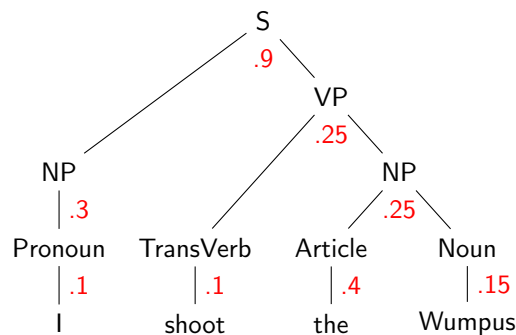 S
.9
VP
.25
NP NP
.3 .25
Pronoun TransVerb Article Noun
.1 .1 .4 .15
I shoot the Wumpus